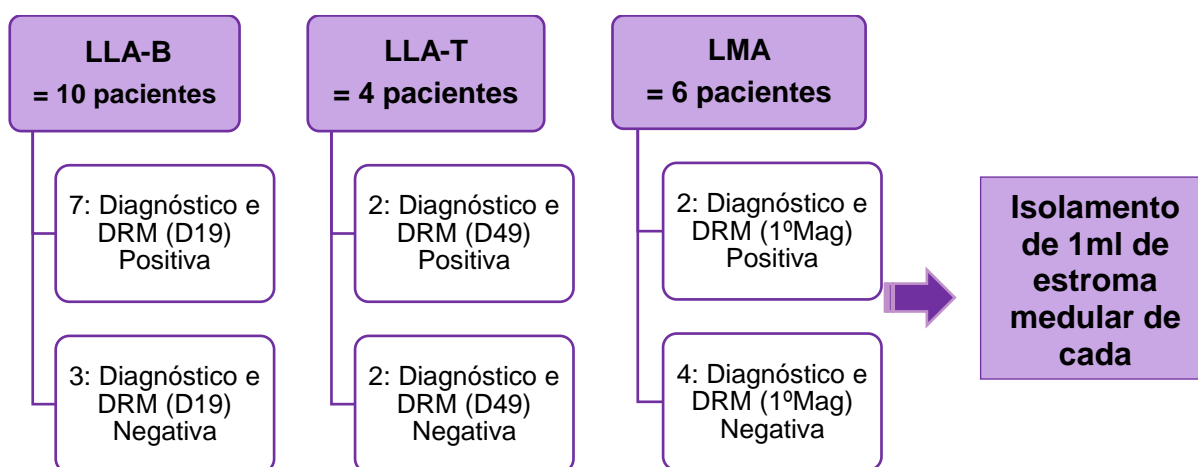 LLA-B
= 10 pacientes
7: Diagnóstico e
DRM (D19)
Positiva
3: Diagnóstico e
DRM (D19)
Negativa
LLA-T
= 4 pacientes
2: Diagnóstico e
DRM (D49)
Positiva
2: Diagnóstico e
DRM (D49)
Negativa
LMA
= 6 pacientes
2: Diagnóstico e
DRM (1ºMag)
Positiva
4: Diagnóstico e
DRM (1ºMag)
Negativa
Isolamento
de 1ml de
estroma
medular de
cada